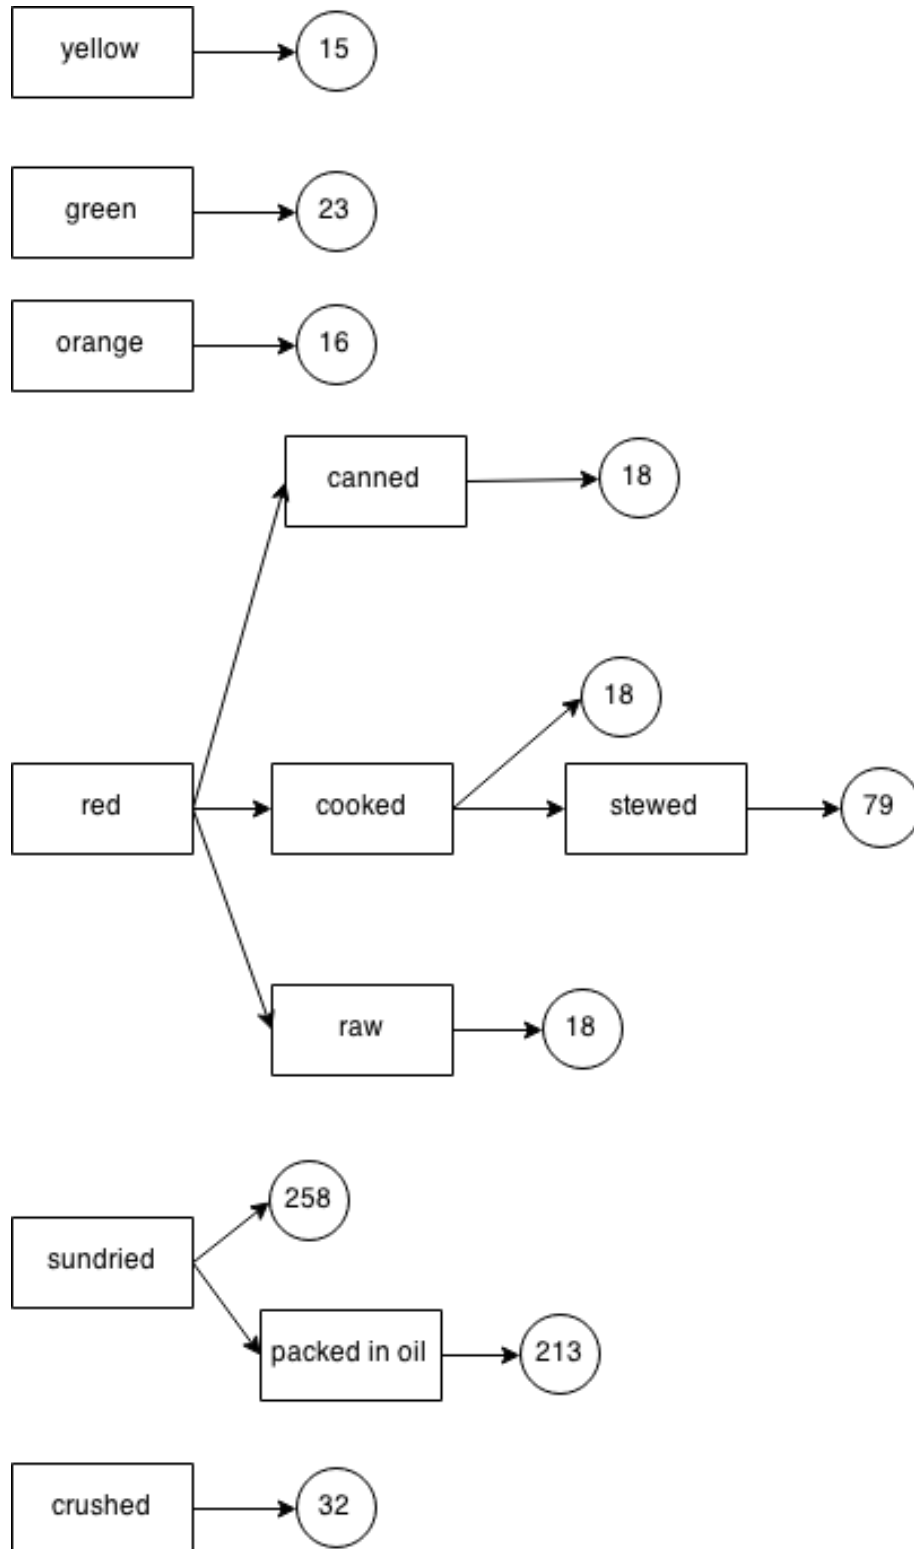 yellow
15
green
23
orange
16
canned
18
18
red
cooked
stewed
79
raw
18
258
sundried
packed in oil
213
crushed
32